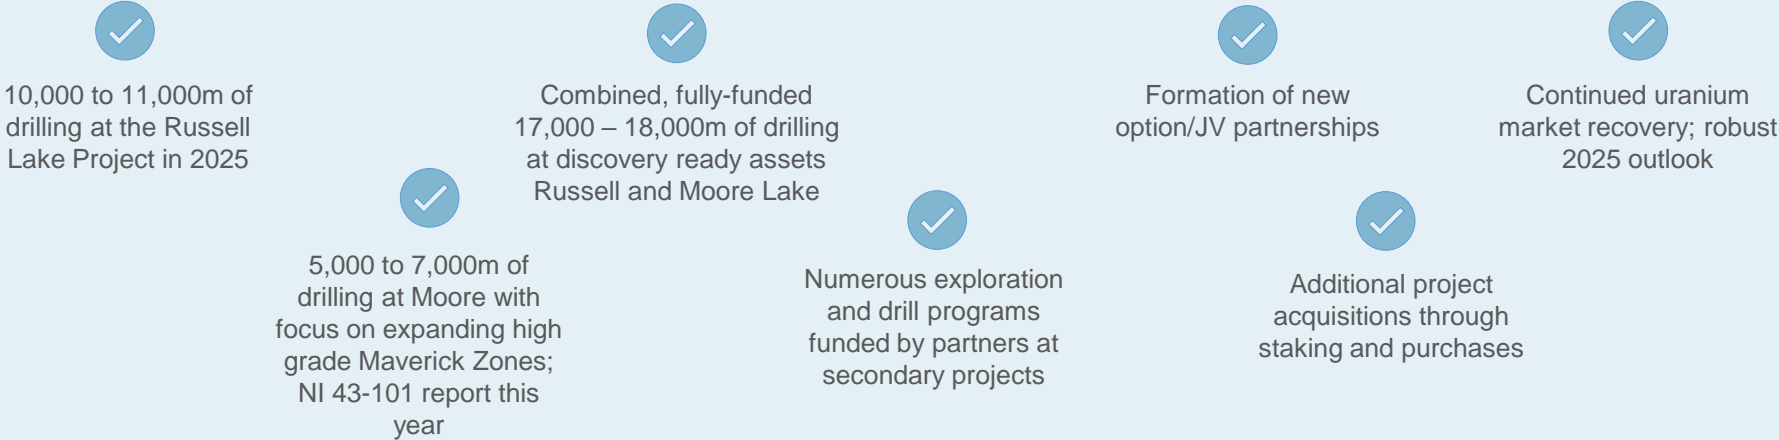 10,000 to 11,000m of
drilling at the Russell
Lake Project in 2025
5,000 to 7,000m of
drilling at Moore with
focus on expanding high
grade Maverick Zones;
NI 43-101 report this
year
Combined, fully-funded
17,000 – 18,000m of drilling
at discovery ready assets
Russell and Moore Lake
Numerous exploration
and drill programs
funded by partners at
secondary projects
Formation of new
option/JV partnerships
Additional project
acquisitions through
staking and purchases
Continued uranium
market recovery; robust
2025 outlook